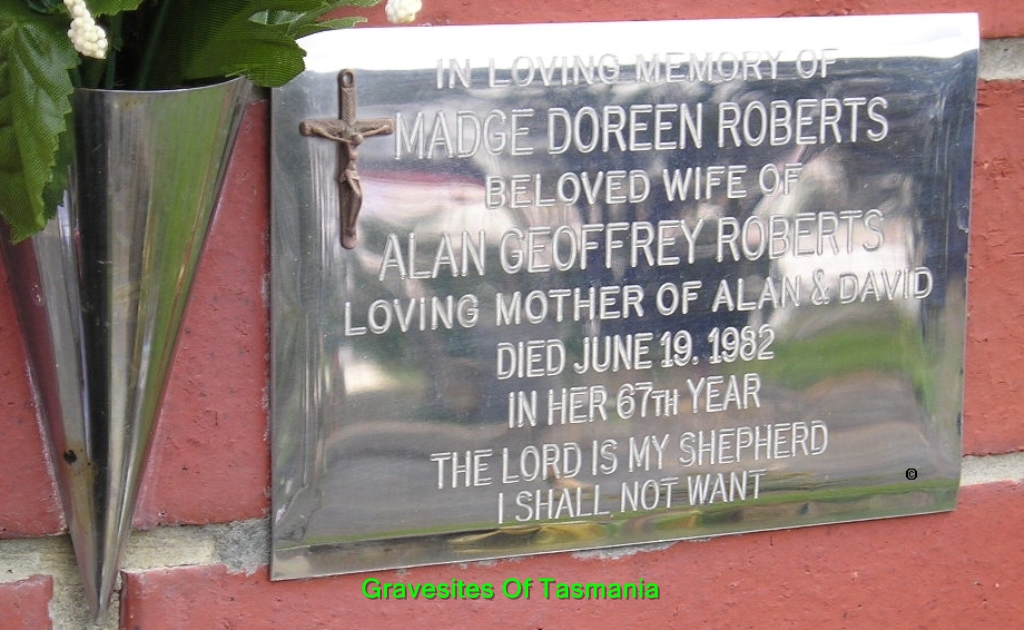 IN LOVING MEMORY OF
MADGE DOREEN ROBERTS
BELOVED WIFE OF
ALAN GEOFFREY ROBERTS
LOVING MOTHER OF ALAN & DAVID
DIED JUNE 19. 1982
IN HER 67TH YEAR
THE LORD IS MY SHEPHERD
I SHALL NOT WANT
©
Gravesites Of Tasmania